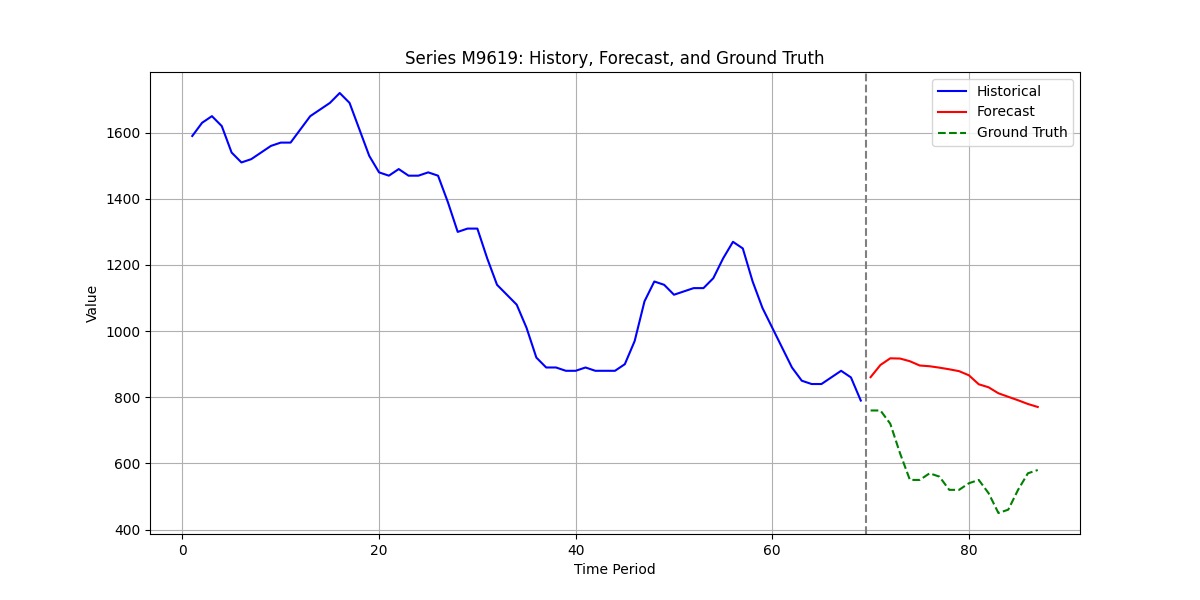 Series M9619: History, Forecast, and Ground Truth
Historical
Forecast
Ground Truth
Value
1600
1400
1200
1000
800
600
400
0
20
40
60
80
Time Period